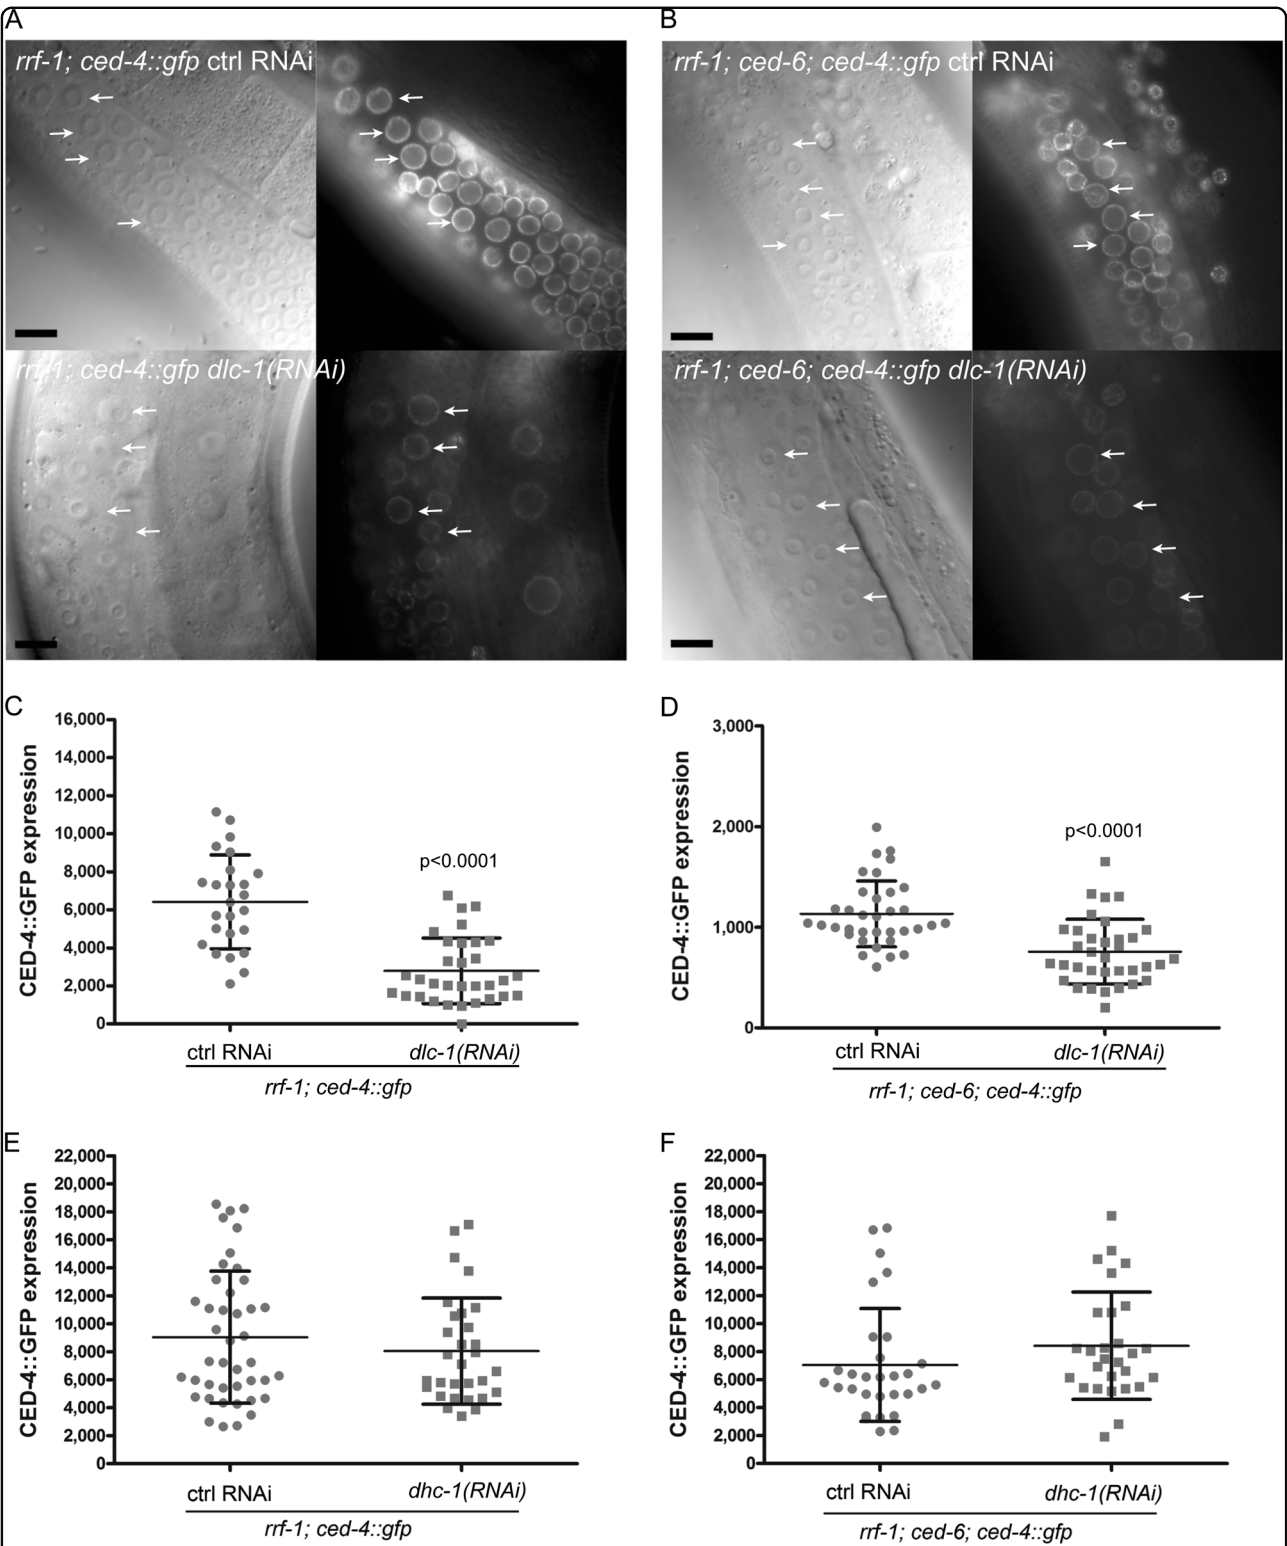 A
B
rrf-1; ced-4::gfp ctrl RNAi
rrf-1; ced-6; ced-4::gfp ctrl RNAi
rrf-1; ced-4::gfp dlc-1(RNAi)
rrf-1; ced-6; ced-4::gfp dlc-1(RNAi)
C
CED-4::GFP expression
16,000
14,000
12,000
10,000
8,000
6,000
4,000
2,000
0
p<0.0001
ctrl RNAi
dlc-1(RNAi)
rrf-1; ced-4::gfp
D
CED-4::GFP expression
3,000
2,000
1,000
0
p<0.0001
ctrl RNAi
dlc-1(RNAi)
rrf-1; ced-6; ced-4::gfp
E
CED-4::GFP expression
22,000
20,000
18,000
16,000
14,000
12,000
10,000
8,000
6,000
4,000
2,000
0
ctrl RNAi
dhc-1(RNAi)
rrf-1; ced-4::gfp
F
CED-4::GFP expression
22,000
20,000
18,000
16,000
14,000
12,000
10,000
8,000
6,000
4,000
2,000
0
ctrl RNAi
dhc-1(RNAi)
rrf-1; ced-6; ced-4::gfp